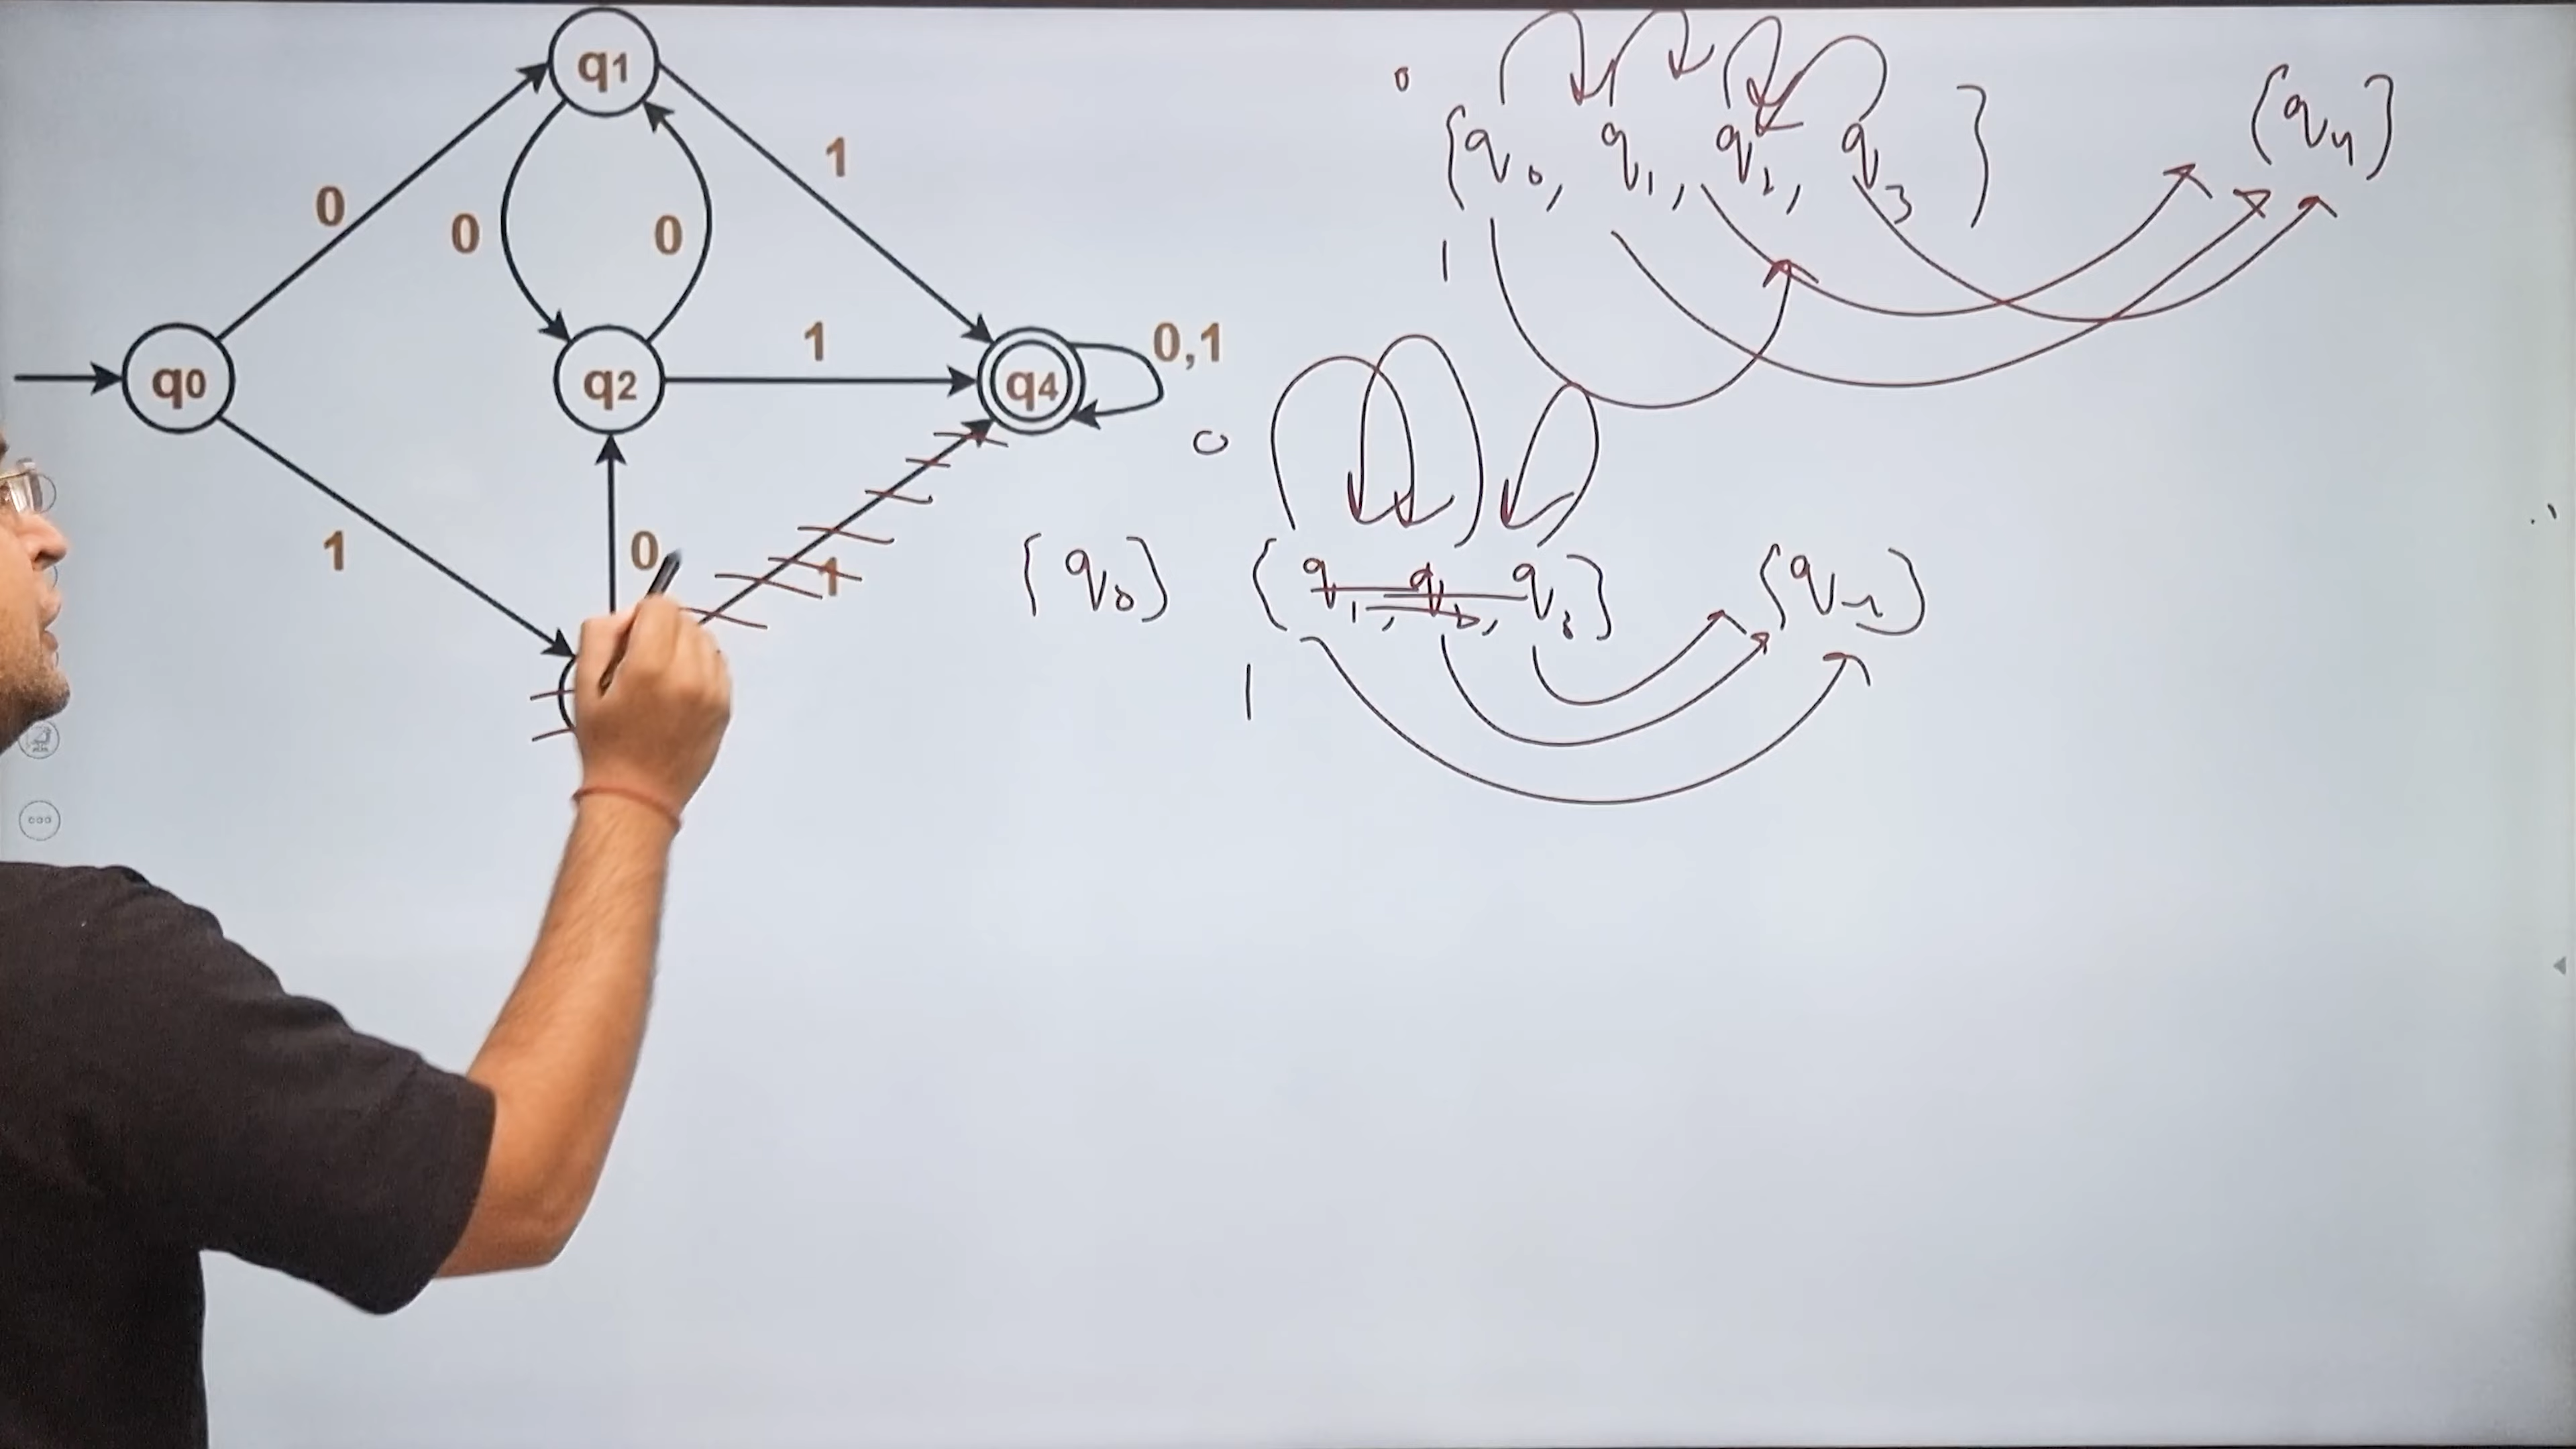 q1
1
0
0
0
q0
q2
1
q4
0,1
1
0
1
0
{q0, q1, q2, q3}
{q4}
1
0
{q0} {q1, q2, q3} {q4}
1